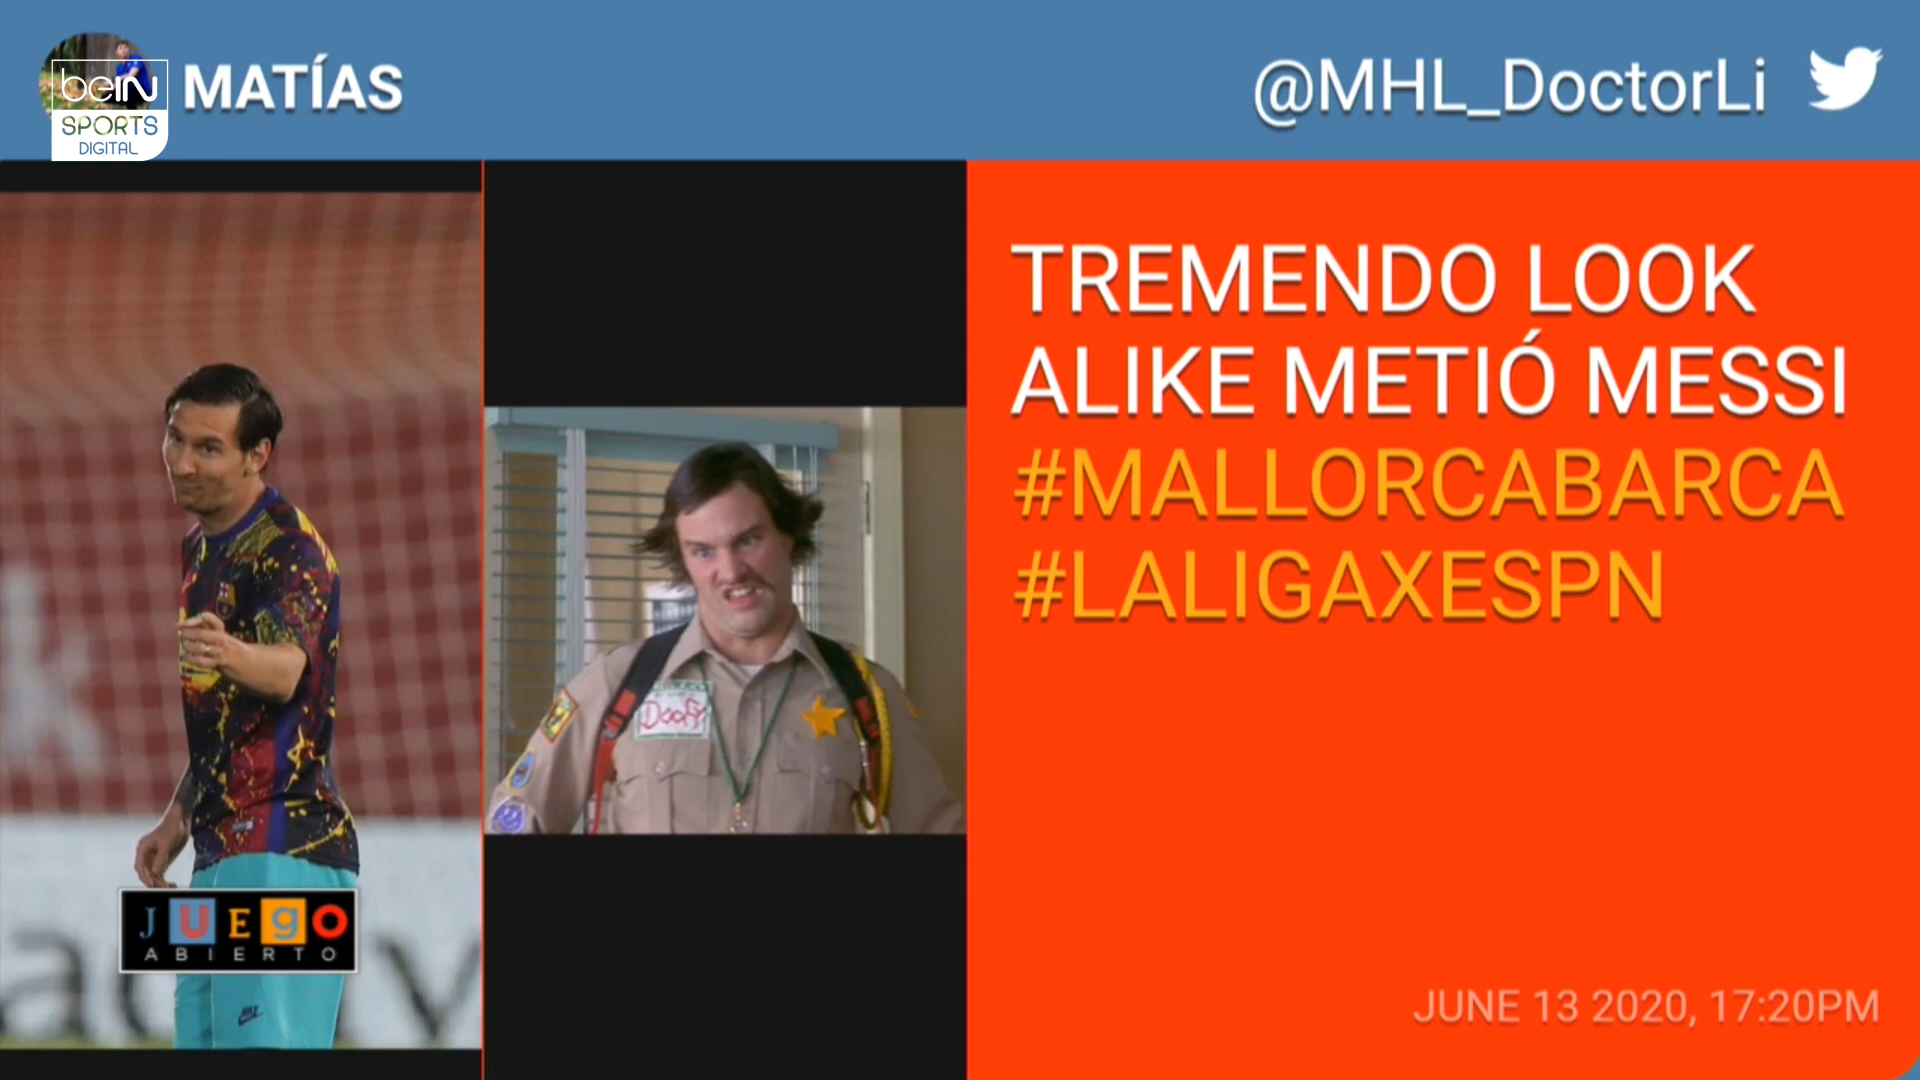 beIN
SPORTS
DIGITAL
MATÍAS
@MHL_DoctorLi
TREMENDO LOOK
ALIKE METIÓ MESSI
#MALLORCABARCA
#LALIGAXESPN
DOOFY
JUEgO
ABIERTO
JUNE 13 2020, 17:20PM